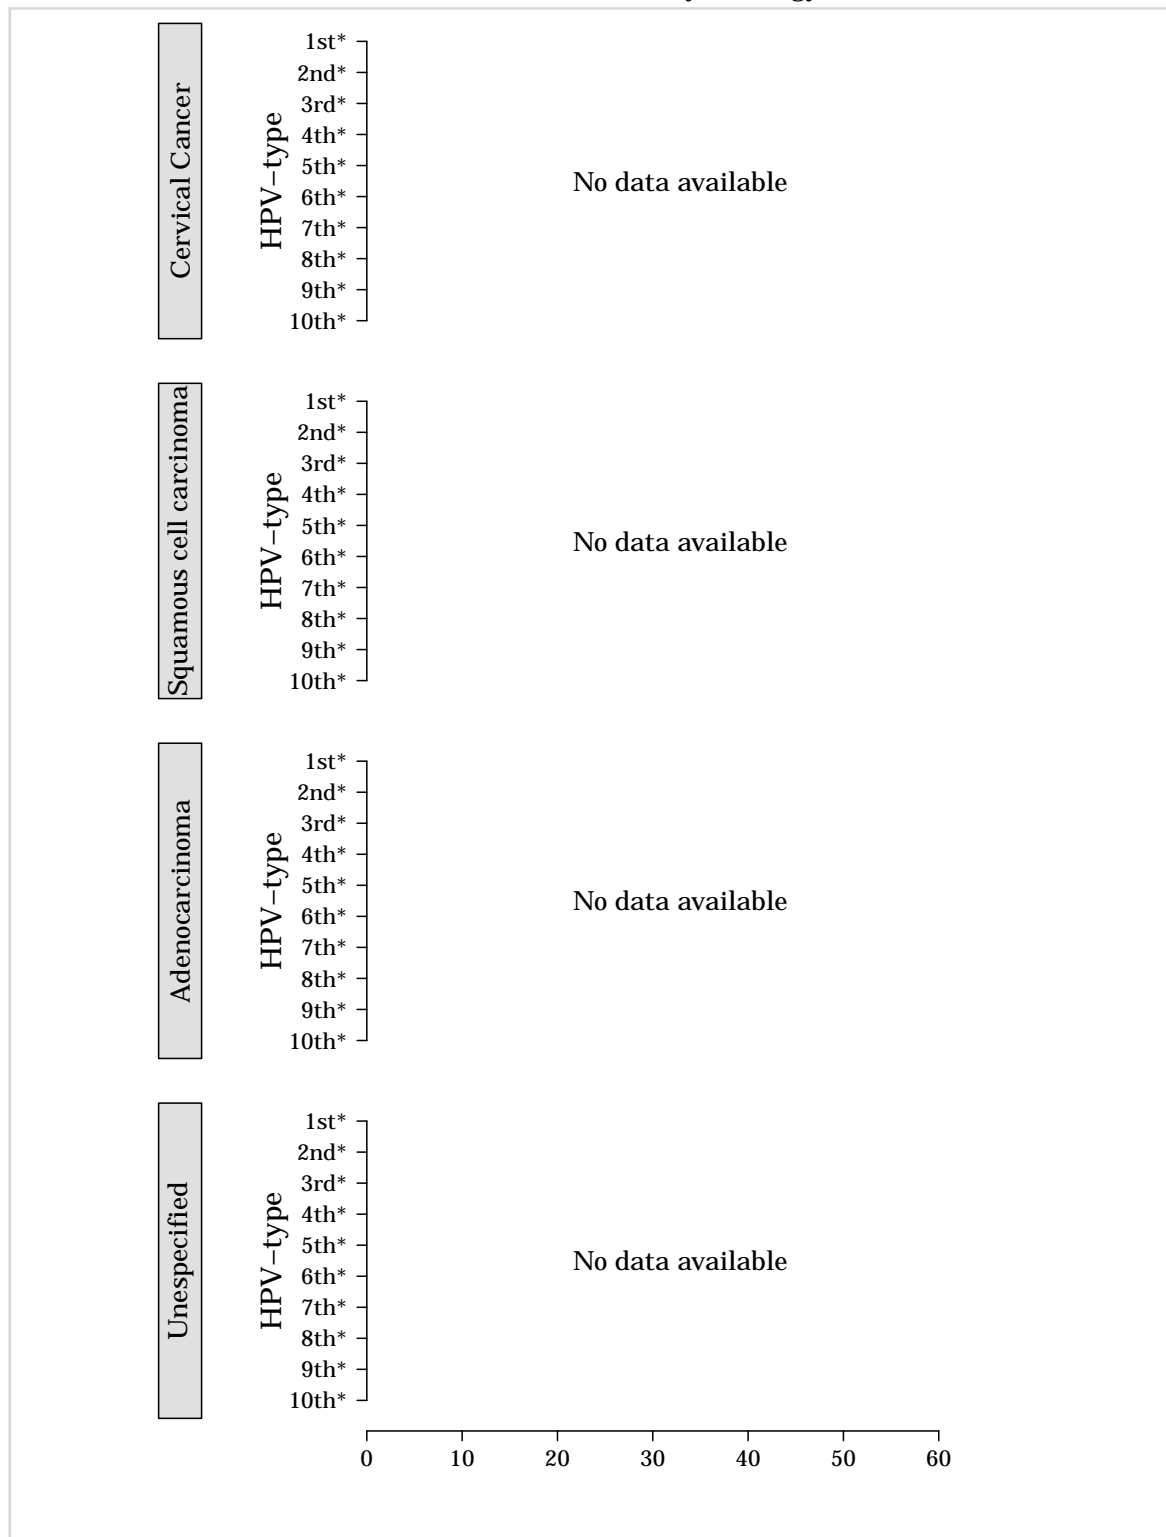 Cervical Cancer
HPV−type
1st*
2nd*
3rd*
4th*
5th*
6th*
7th*
8th*
9th*
10th*
No data available
Squamous cell carcinoma
HPV−type
1st*
2nd*
3rd*
4th*
5th*
6th*
7th*
8th*
9th*
10th*
No data available
Adenocarcinoma
HPV−type
1st*
2nd*
3rd*
4th*
5th*
6th*
7th*
8th*
9th*
10th*
No data available
Unespecified
HPV−type
1st*
2nd*
3rd*
4th*
5th*
6th*
7th*
8th*
9th*
10th*
No data available
0 10 20 30 40 50 60